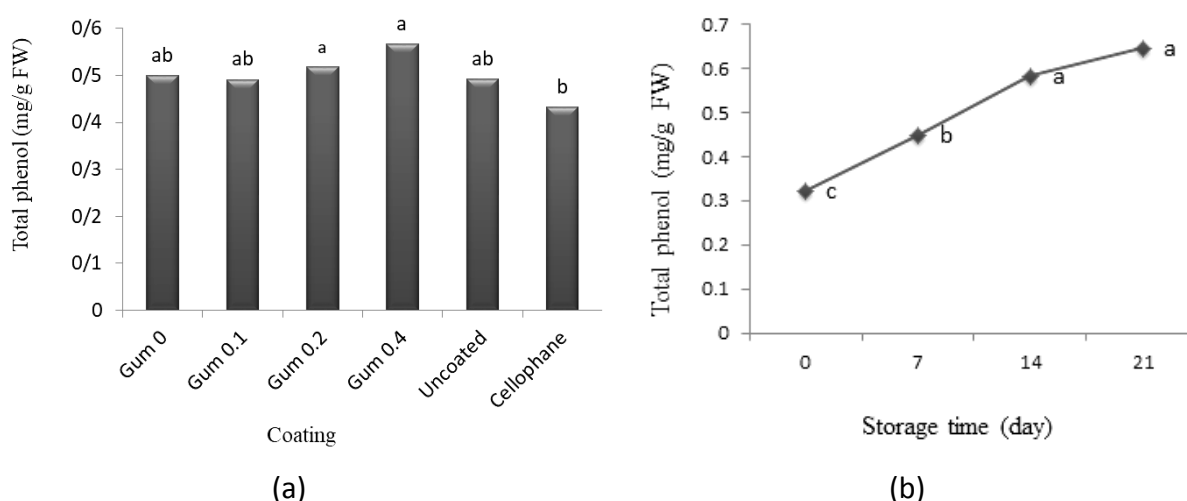 Total phenol (mg/g FW)
0/6
0/5
0/4
0/3
0/2
0/1
0
ab
ab
a
a
ab
b
Gum 0
Gum 0.1
Gum 0.2
Gum 0.4
Uncoated
Cellophane
Coating
(a)
Total phenol (mg/g FW)
0.7
0.6
0.5
0.4
0.3
0.2
0.1
0
c
b
a
a
0
7
14
21
Storage time (day)
(b)